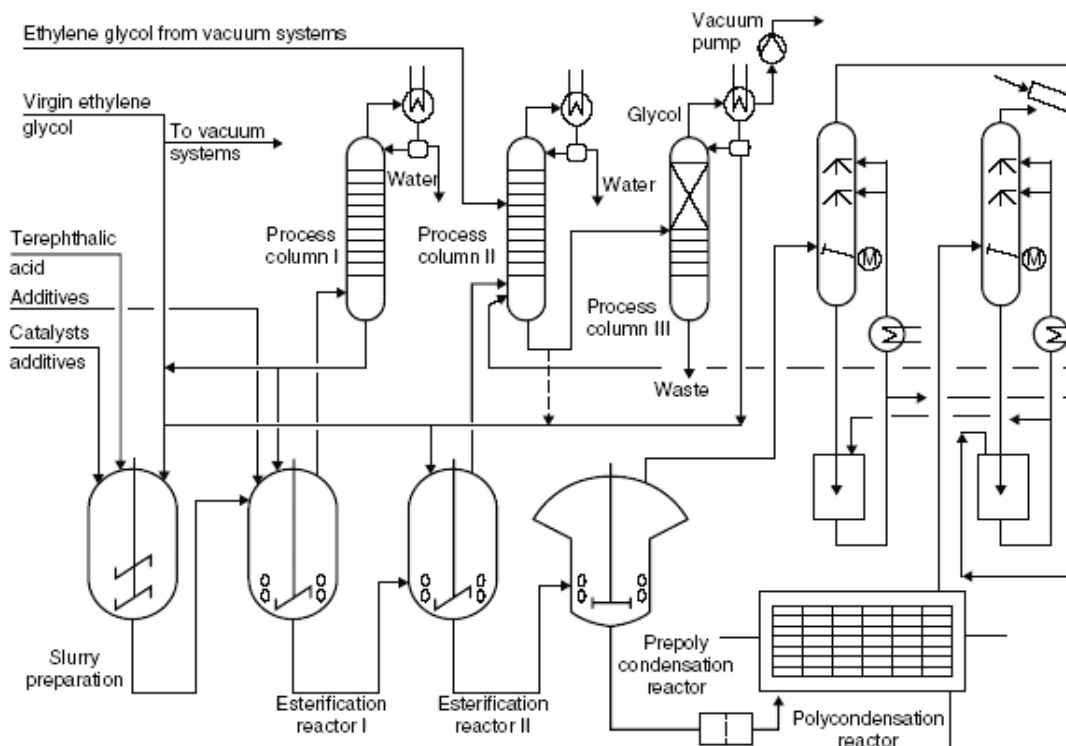 Ethylene glycol from vacuum systems
Vacuum
pump
Virgin ethylene
glycol
To vacuum
systems
Glycol
Water
Water
Terephthalic
acid
Process
column I
Process
column II
M
M
Additives
Process
column III
Catalysts
additives
Waste
Slurry
preparation
Esterification
reactor I
Esterification
reactor II
Prepoly
condensation
reactor
Polycondensation
reactor